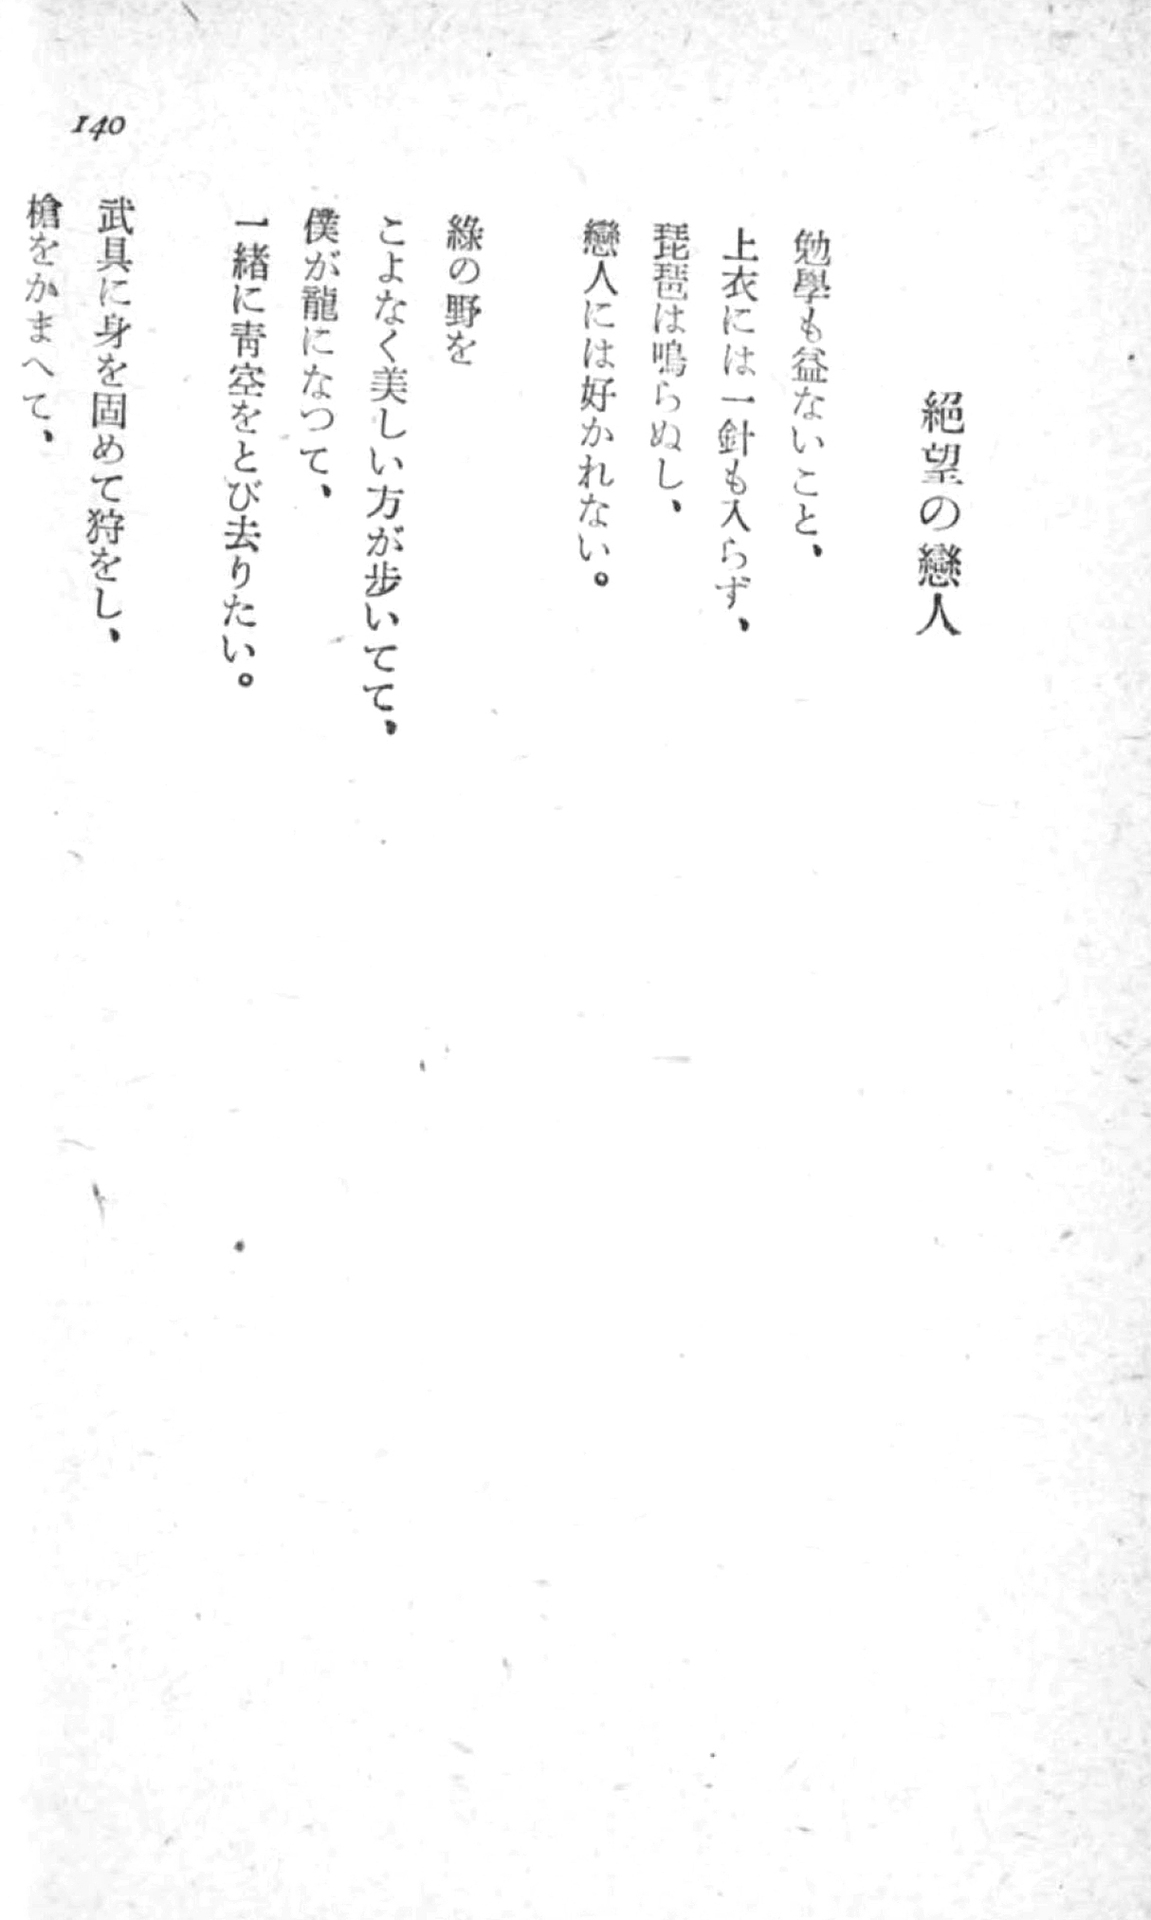 140
絕望の戀人
勉學も益ないこと、
上衣には一針も入らず、
琵琶は鳴らぬし、
戀人には好かれない。
綠の野を
こよなく美しい方が步いてて、
僕が龍になつて、
一緒に靑空をとび去りたい。
武具に身を固めて狩をし、
槍をかまへて、